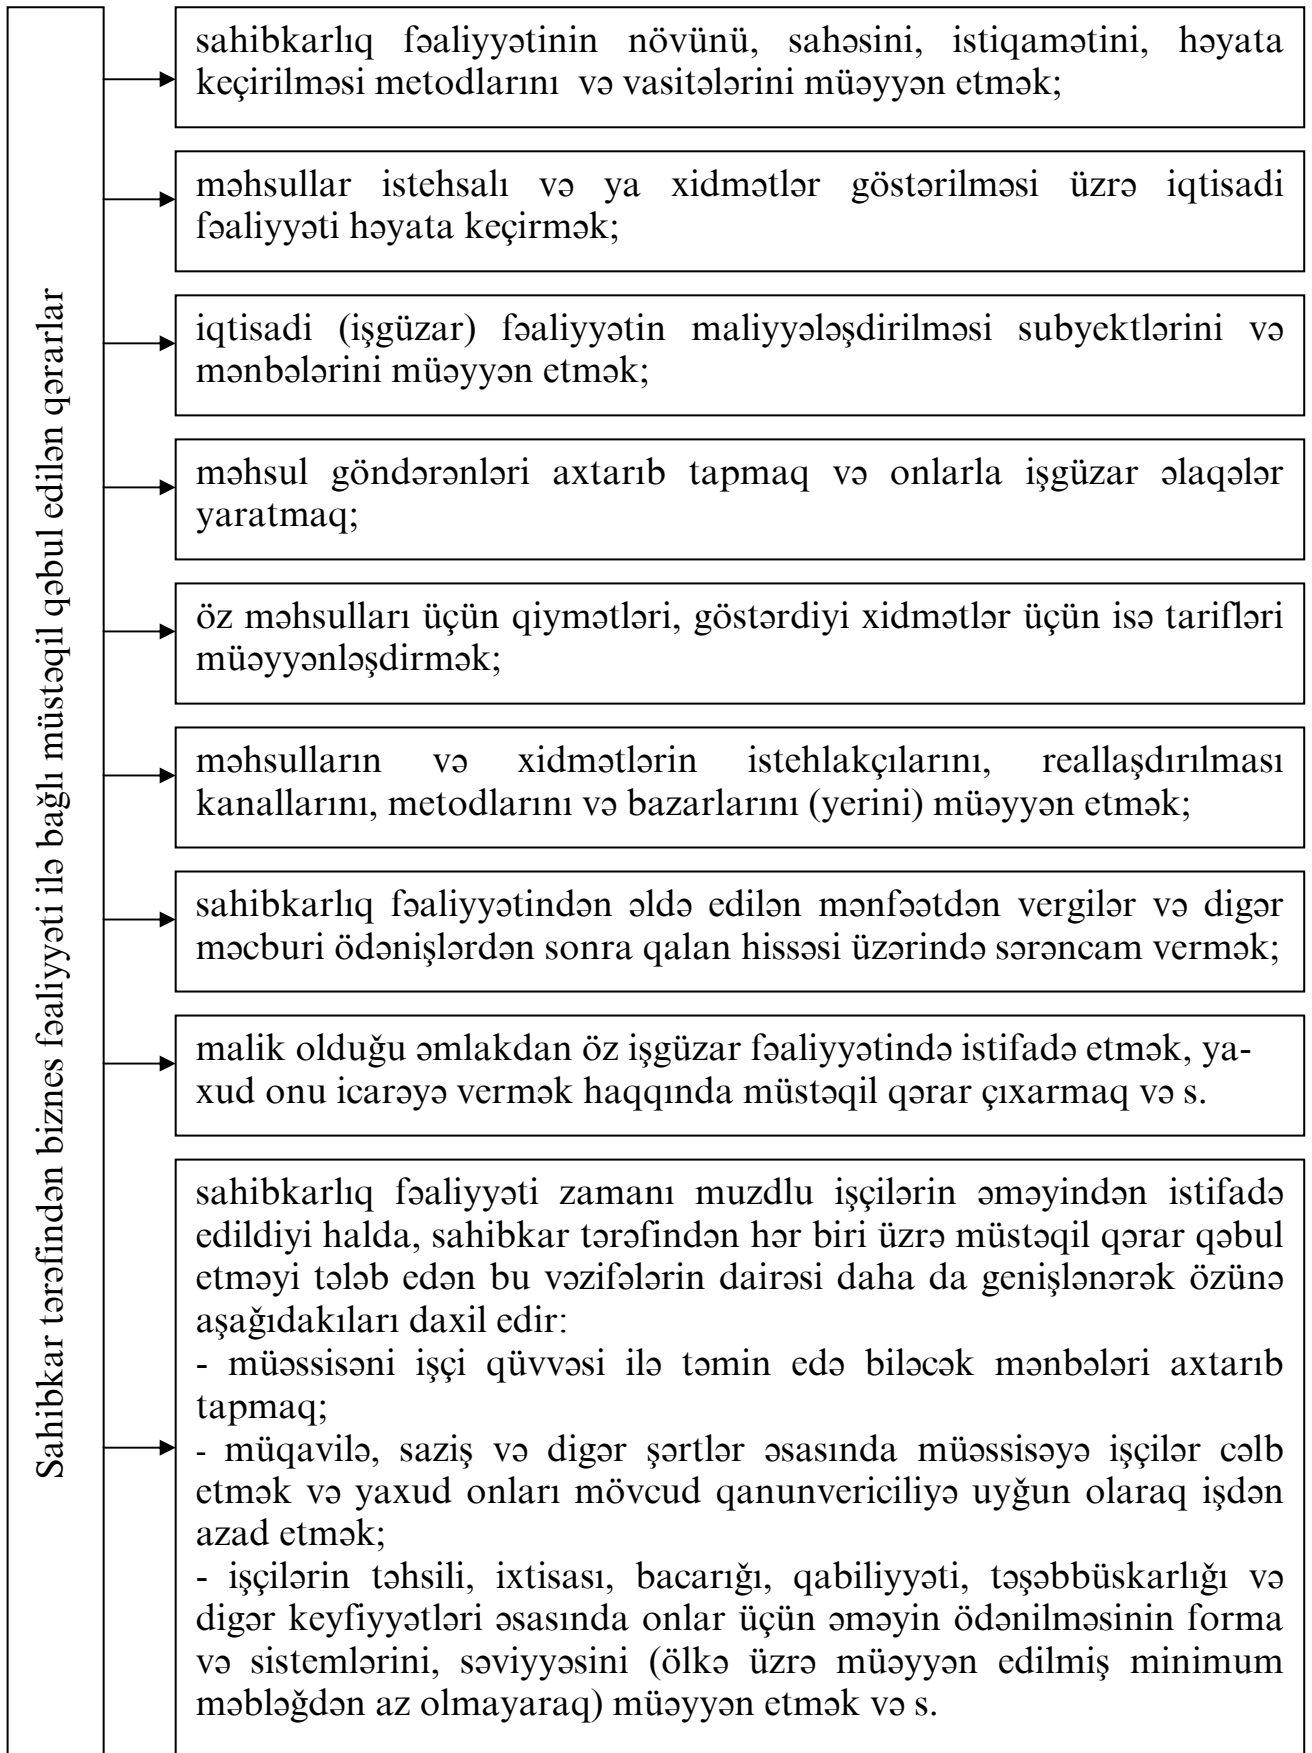 Sahibkar tərəfindən biznes fəaliyyəti ilə bağlı müstəqil qəbul edilən qərarlar
sahibkarlıq fəaliyyətinin növünü, sahəsini, istiqamətini, həyata
keçirilməsi metodlarını və vasitələrini müəyyən etmək;
məhsullar istehsalı və ya xidmətlər göstərilməsi üzrə iqtisadi
fəaliyyəti həyata keçirmək;
iqtisadi (işgüzar) fəaliyyətin maliyyələşdirilməsi subyektlərini və
mənbələrini müəyyən etmək;
məhsul göndərənləri axtarıb tapmaq və onlarla işgüzar əlaqələr
yaratmaq;
öz məhsulları üçün qiymətləri, göstərdiyi xidmətlər üçün isə tarifləri
müəyyənləşdirmək;
məhsulların və xidmətlərin istehlakçılarını, reallaşdırılması
kanallarını, metodlarını və bazarlarını (yerini) müəyyən etmək;
sahibkarlıq fəaliyyətindən əldə edilən mənfəətdən vergilər və digər
məcburi ödənişlərdən sonra qalan hissəsi üzərində sərəncam vermək;
malik olduğu əmlakdan öz işgüzar fəaliyyətində istifadə etmək, ya-
xud onu icarəyə vermək haqqında müstəqil qərar çıxarmaq və s.
sahibkarlıq fəaliyyəti zamanı muzdlu işçilərin əməyindən istifadə
edildiyi halda, sahibkar tərəfindən hər biri üzrə müstəqil qərar qəbul
etməyi tələb edən bu vəzifələrin dairəsi daha da genişlənərək özünə
aşağıdakıları daxil edir:
- müəssisəni işçi qüvvəsi ilə təmin edə biləcək mənbələri axtarıb
tapmaq;
- müqavilə, saziş və digər şərtlər əsasında müəssisəyə işçilər cəlb
etmək və yaxud onları mövcud qanunvericiliyə uyğun olaraq işdən
azad etmək;
- işçilərin təhsili, ixtisası, bacarığı, qabiliyyəti, təşəbbüskarlığı və
digər keyfiyyətləri əsasında onlar üçün əməyin ödənilməsinin forma
və sistemlərini, səviyyəsini (ölkə üzrə müəyyən edilmiş minimum
məbləğdən az olmayaraq) müəyyən etmək və s.